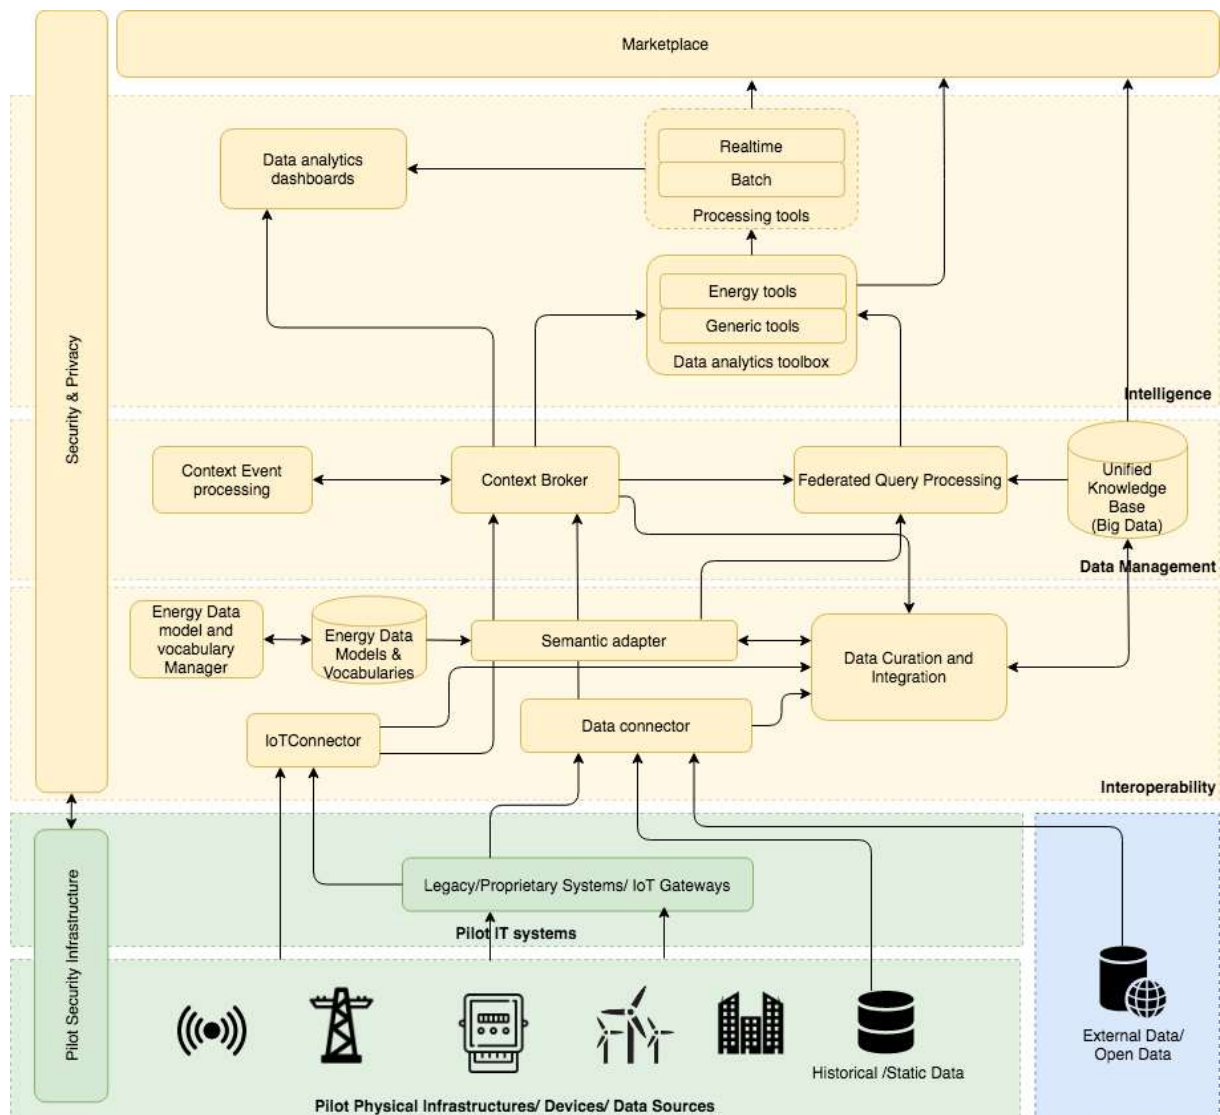 Marketplace
Security & Privacy
Data analytics
dashboards
Realtime
Batch
Processing tools
Energy tools
Generic tools
Data analytics toolbox
Intelligence
Context Event
processing
Context Broker
Federated Query Processing
Unified
Knowledge
Base
(Big Data)
Data Management
Energy Data
model and
vocabulary
Manager
Energy Data
Models &
Vocabularies
Semantic adapter
Data Curation and
Integration
IoTConnector
Data connector
Interoperability
Pilot Security Infrastructure
Legacy/Proprietary Systems/ IoT Gateways
Pilot IT systems
Historical /Static Data
External Data/
Open Data
Pilot Physical Infrastructures/ Devices/ Data Sources